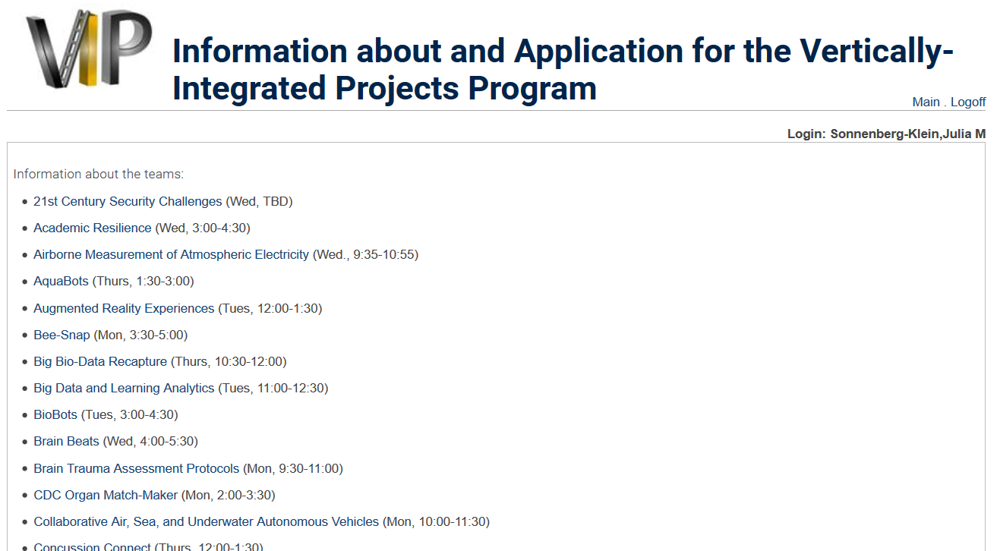 VIP
Information about and Application for the Vertically-
Integrated Projects Program
Main . Logoff
Login: Sonnenberg-Klein,Julia M
Information about the teams:
• 21st Century Security Challenges (Wed, TBD)
• Academic Resilience (Wed, 3:00-4:30)
• Airborne Measurement of Atmospheric Electricity (Wed., 9:35-10:55)
• AquaBots (Thurs, 1:30-3:00)
• Augmented Reality Experiences (Tues, 12:00-1:30)
• Bee-Snap (Mon, 3:30-5:00)
• Big Bio-Data Recapture (Thurs, 10:30-12:00)
• Big Data and Learning Analytics (Tues, 11:00-12:30)
• BioBots (Tues, 3:00-4:30)
• Brain Beats (Wed, 4:00-5:30)
• Brain Trauma Assessment Protocols (Mon, 9:30-11:00)
• CDC Organ Match-Maker (Mon, 2:00-3:30)
• Collaborative Air, Sea, and Underwater Autonomous Vehicles (Mon, 10:00-11:30)
• Concussion Connect (Thurs, 12:00-1:30)